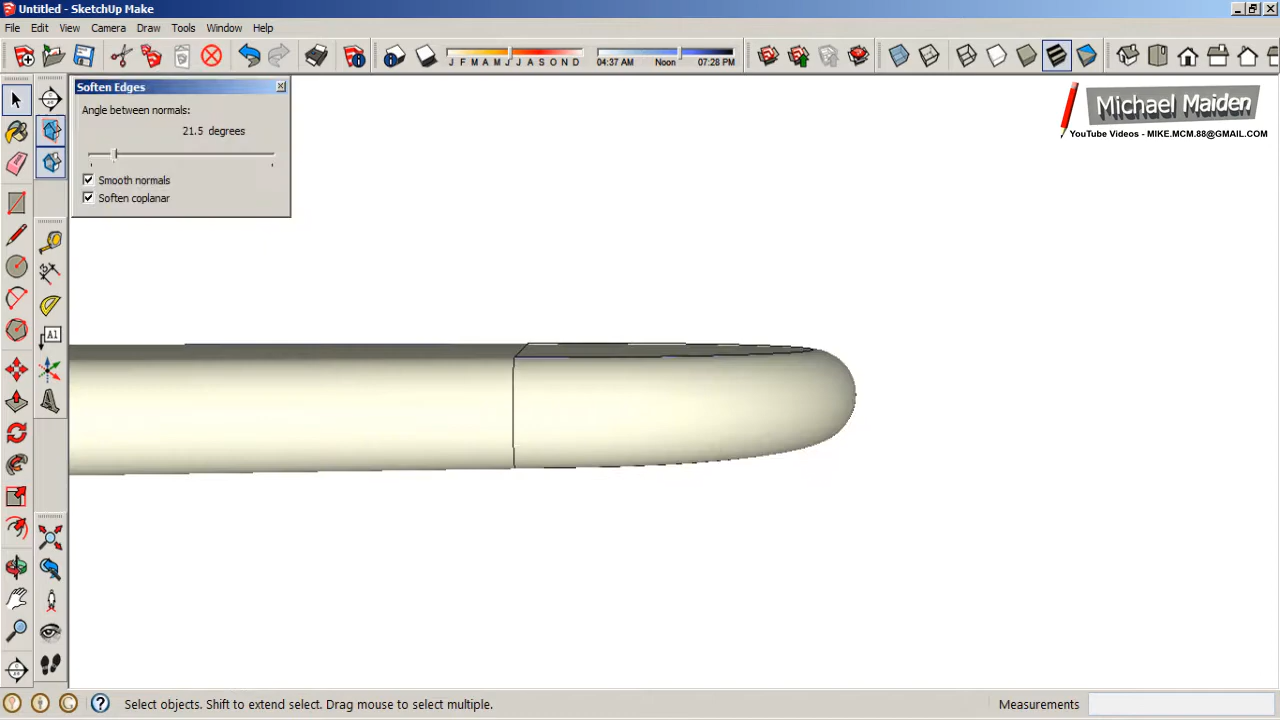 Untitled - SketchUp Make
File Edit View Camera Draw Tools Window Help
J F M A M J J A S O N D
04:37 AM Noon 07:28 PM
Soften Edges
Angle between normals:
21.5 degrees
Smooth normals
Soften coplanar
Michael Maiden
YouTube Videos - MIKE.MCM.88@GMAIL.COM
A1
Select objects. Shift to extend select. Drag mouse to select multiple.
Measurements